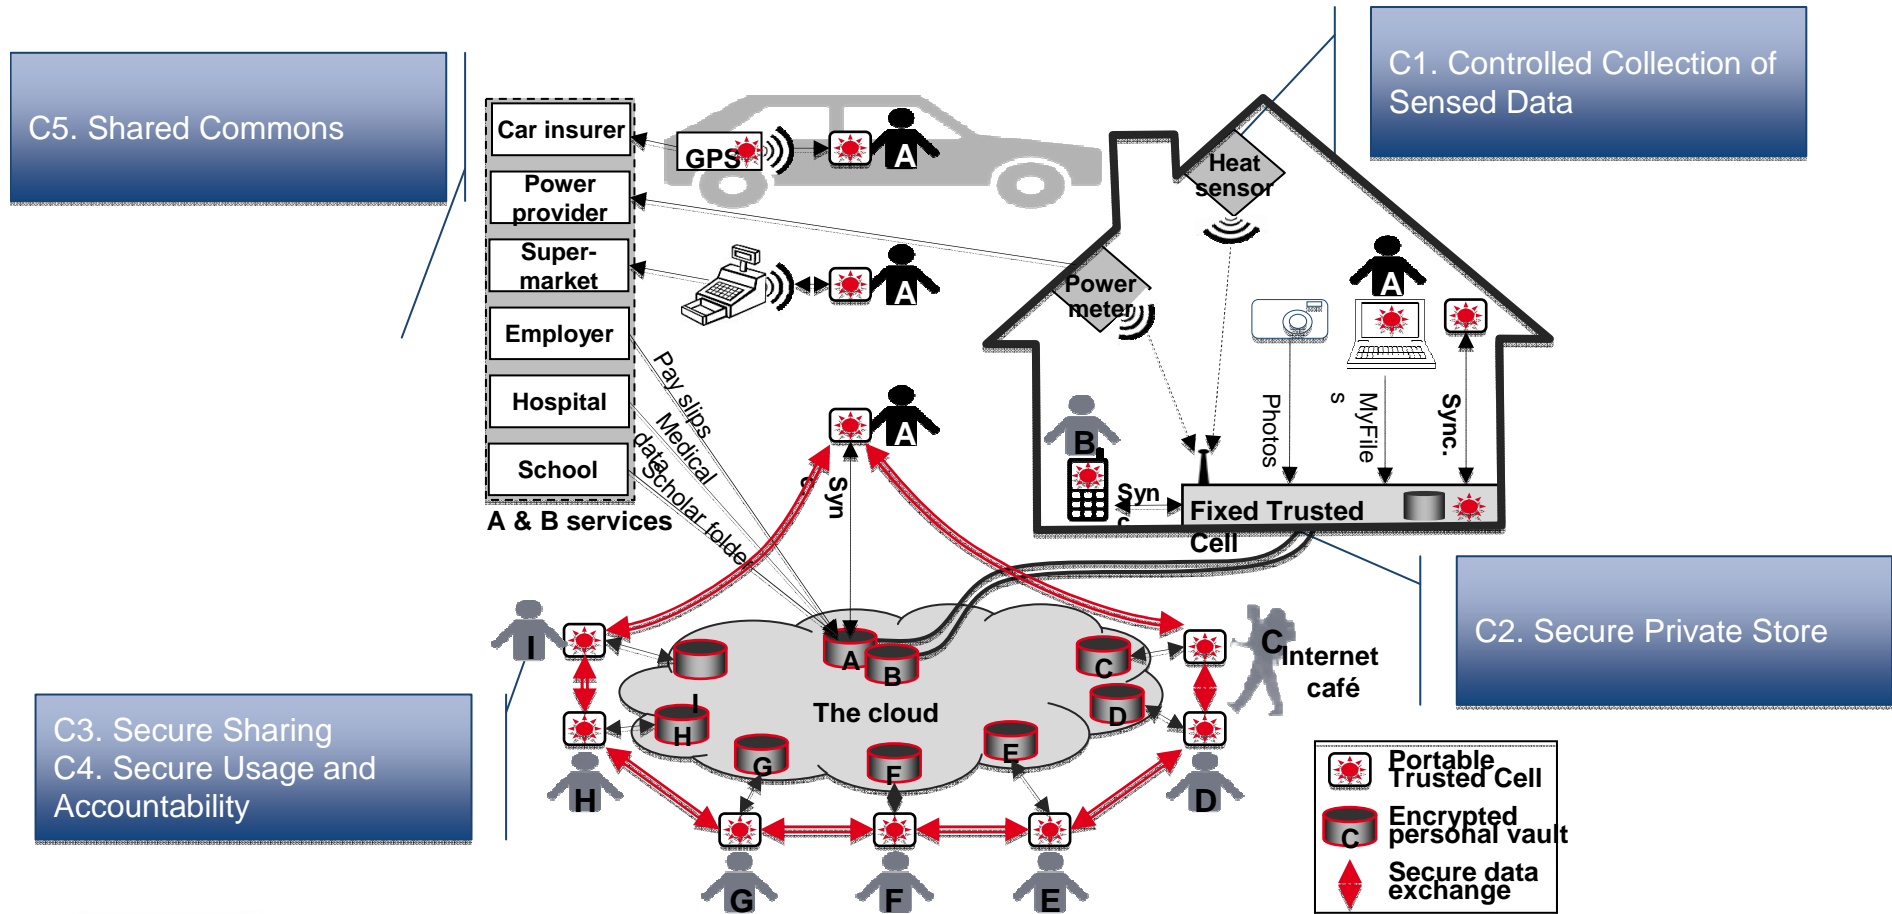 C5. Shared Commons
C1. Controlled Collection of
Sensed Data
Car insurer
Power
provider
Super-
market
Employer
Hospital
School
A & B services
GPS
A
A
A
Heat
sensor
Power
meter
A
B
Photos
MyFile
s
Sync.
Syn
c
Fixed Trusted
Cell
Pay slips
Medical
data
Scholar folde
Syn
c
I
A
B
C
C
Internet
café
D
The cloud
I
H
G
F
E
H
D
G
F
E
C2. Secure Private Store
C3. Secure Sharing
C4. Secure Usage and
Accountability
Portable
Trusted Cell
C
Encrypted
personal vault
Secure data
exchange